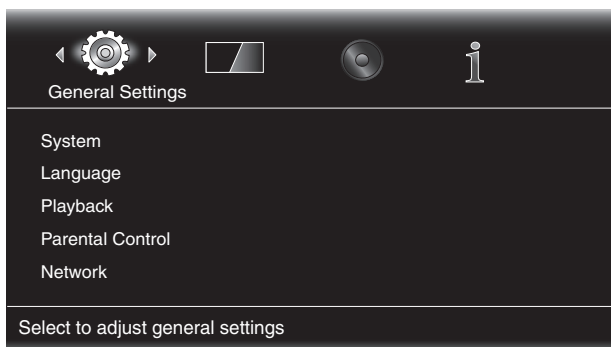 General Settings
System
Language
Playback
Parental Control
Network
Select to adjust general settings